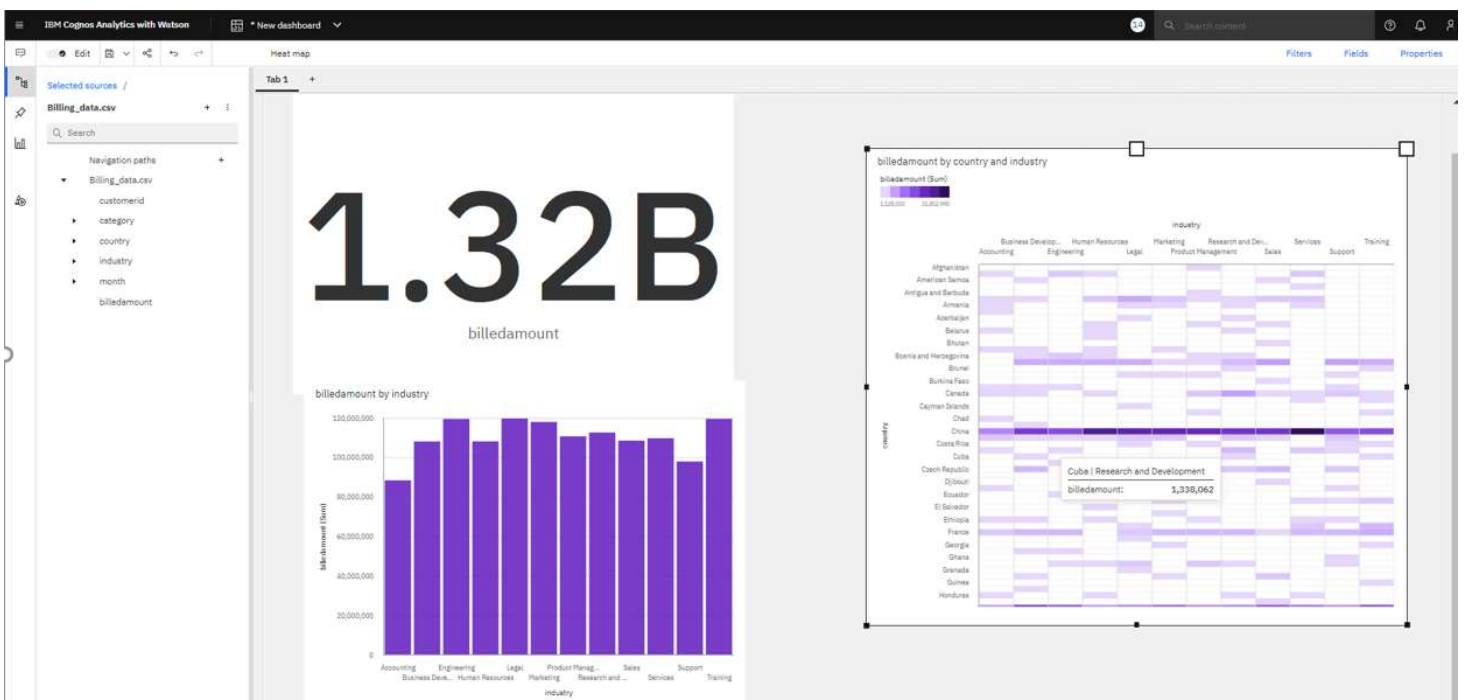 IBM Cognos Analytics with Watson
* New dashboard
14
Search content
Edit
Heat map
Filters
Fields
Properties
Selected sources /
Tab 1 +
Billing_data.csv
Search
Navigation paths
Billing_data.csv
customerid
category
country
industry
month
billedamount
1.32B
billedamount
billedamount by industry
120,000,000
100,000,000
80,000,000
60,000,000
40,000,000
20,000,000
0
billedamount (Sum)
Accounting Engineering Legal Product Manag... Sales Support
Business Deve... Human Resources Marketing Research and ... Services Training
industry
billedamount by country and industry
billedamount (Sum)
industry
Business Develop... Human Resources Marketing Research and Dev... Services Training
Accounting Engineering Legal Product Management Sales Support
country
Afghanistan
American Samoa
Antigua and Barbuda
Armenia
Azerbaijan
Belarus
Bhutan
Bosnia and Herzegovina
Brunei
Burkina Faso
Canada
Cayman Islands
Chad
China
Costa Rica
Cuba
Czech Republic
Djibouti
Ecuador
El Salvador
Ethiopia
France
Georgia
Ghana
Grenada
Guinea
Honduras
Cuba | Research and Development
billedamount: 1,338,062